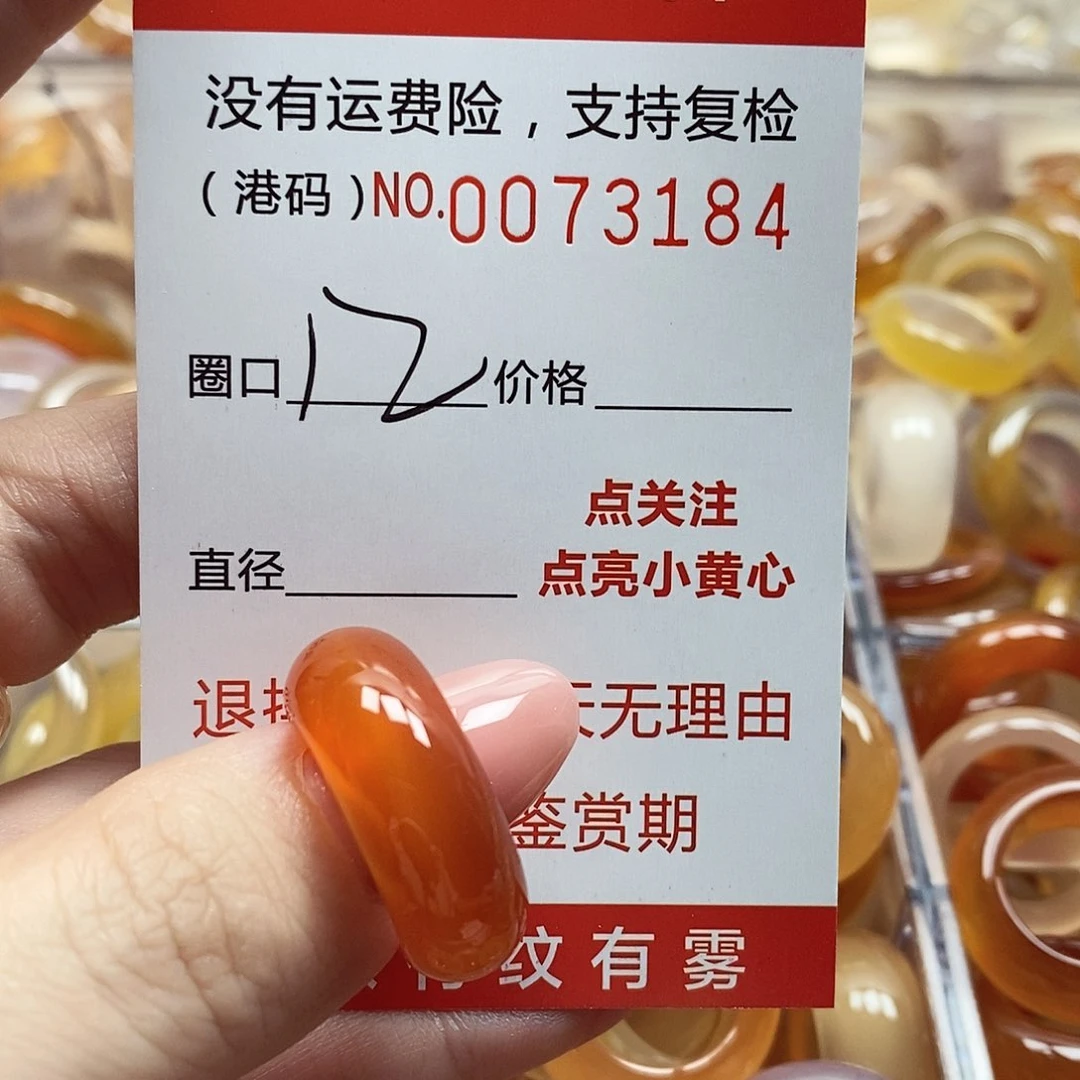 没有运费险，支持复检
（港码）NO.0073184
圈口 12 价格
点关注
直径 点亮小黄心
退 无理由
鉴赏期
纹有雾